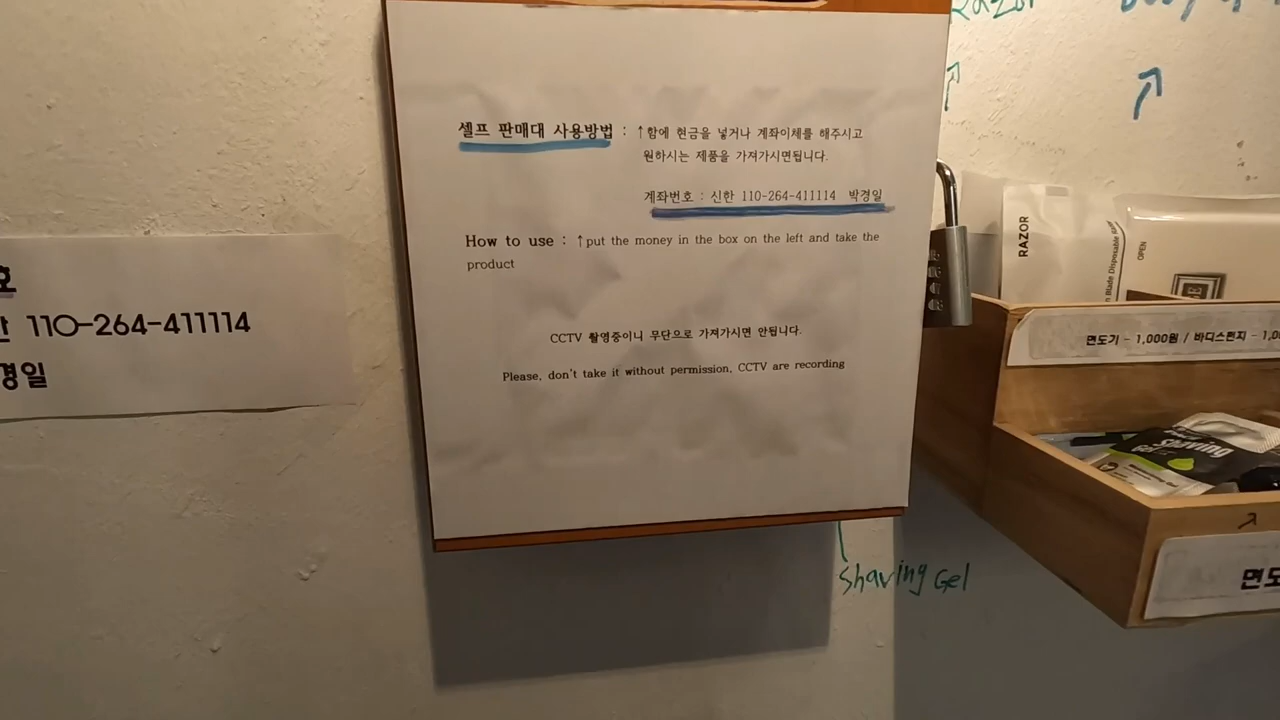 셀프 판매대 사용방법 : ↑함에 현금을 넣거나 계좌이체를 해주시고
원하시는 제품을 가져가시면됩니다.
계좌번호 : 신한 110-264-411114 박경일
How to use : ↑put the money in the box on the left and take the
product
CCTV 촬영중이니 무단으로 가져가시면 안됩니다.
Please, don't take it without permission, CCTV are recording
호
110-264-411114
경일
RAZOR
OPEN
면도기 - 1,000원 / 바디스펀지 -
Shaving
Gel
Shaving Gel
면도